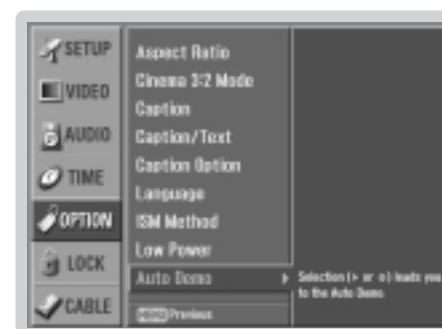 SETUP
VIDEO
AUDIO
TIME
OPTION
LOCK
CABLE
Aspect Ratio
Cinema 3:2 Mode
Caption
Caption/Text
Caption Option
Language
ISM Method
Low Power
Auto Demo
MENU Previous
Selection (▶ or ⊙) leads you
to the Auto Demo